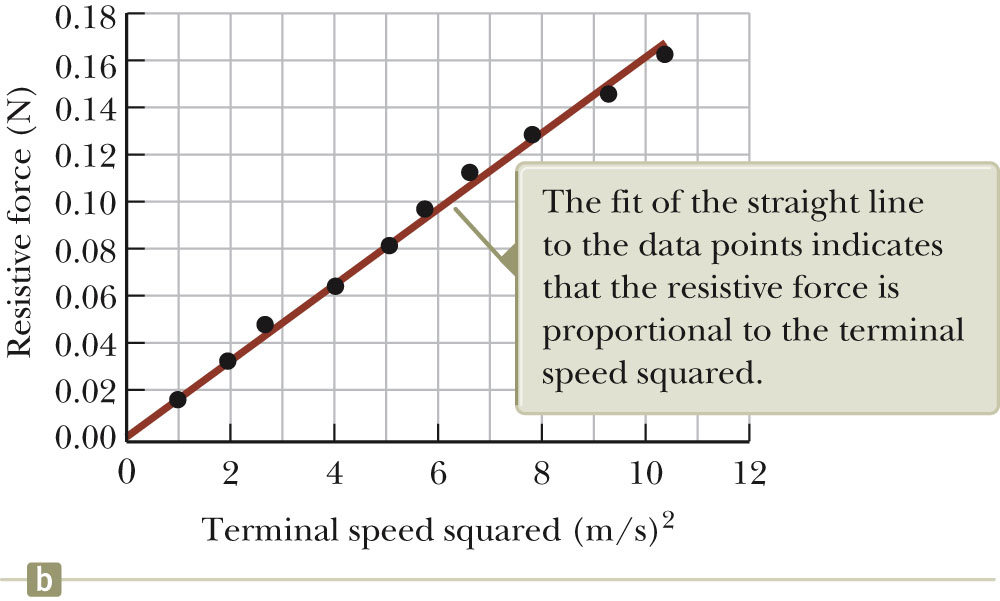 0.18
0.16
0.14
0.12
0.10
0.08
0.06
0.04
0.02
0.00
Resistive force (N)
0 2 4 6 8 10 12
Terminal speed squared (m/s)²
The fit of the straight line
to the data points indicates
that the resistive force is
proportional to the terminal
speed squared.
b